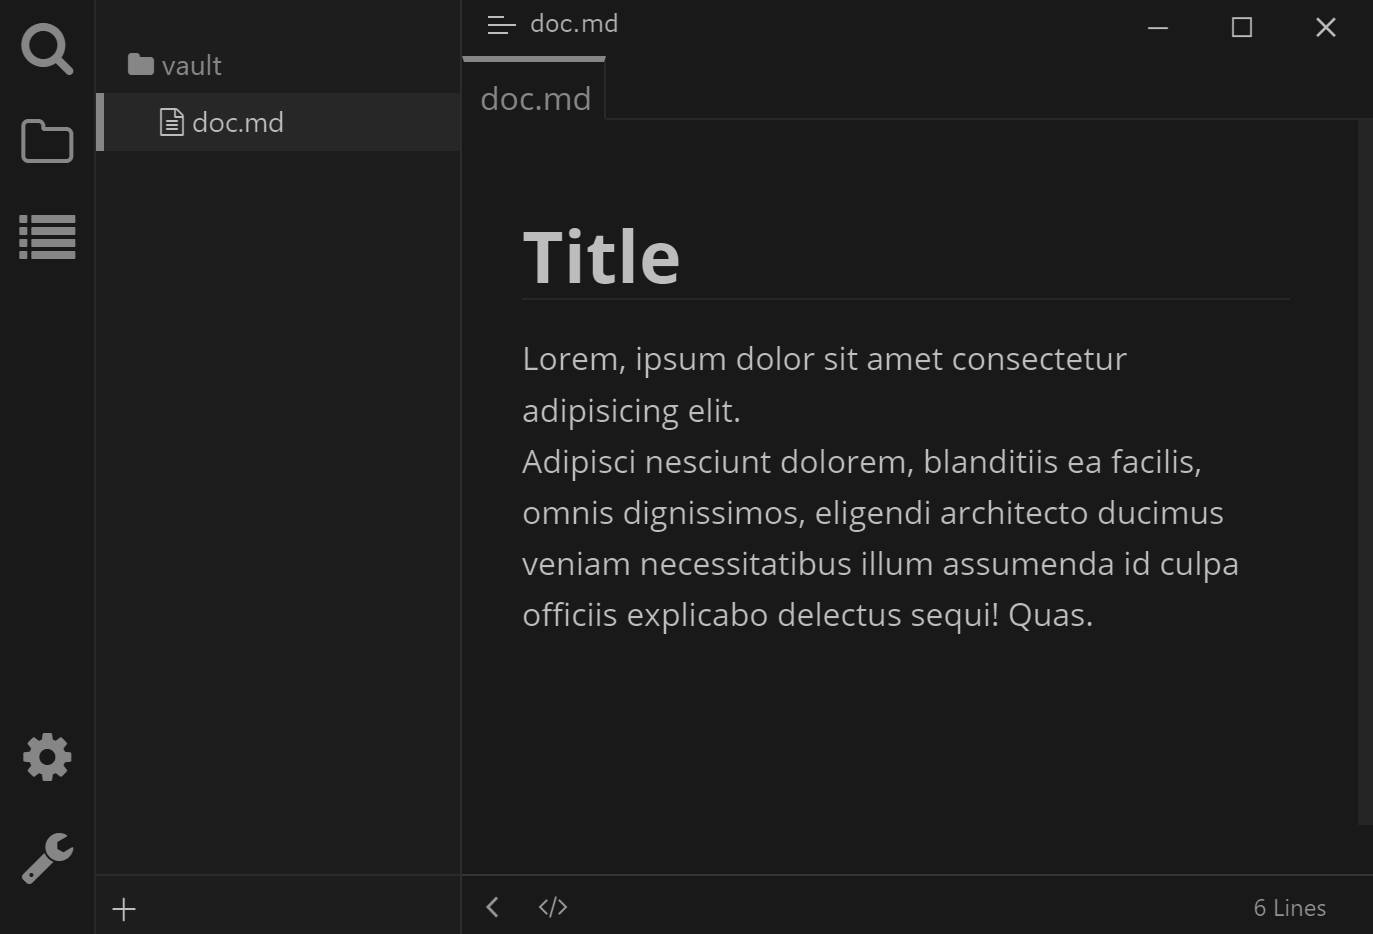 doc.md
vault
doc.md
doc.md
Title
Lorem, ipsum dolor sit amet consectetur
adipisicing elit.
Adipisci nesciunt dolorem, blanditiis ea facilis,
omnis dignissimos, eligendi architecto ducimus
veniam necessitatibus illum assumenda id culpa
officiis explicabo delectus sequi! Quas.
6 Lines